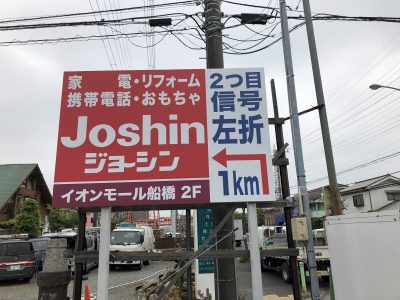 家電・リフォーム
携帯電話・おもちゃ
Joshin
ジョーシン
イオンモール船橋 2F
2つ目
信号
左折
1km